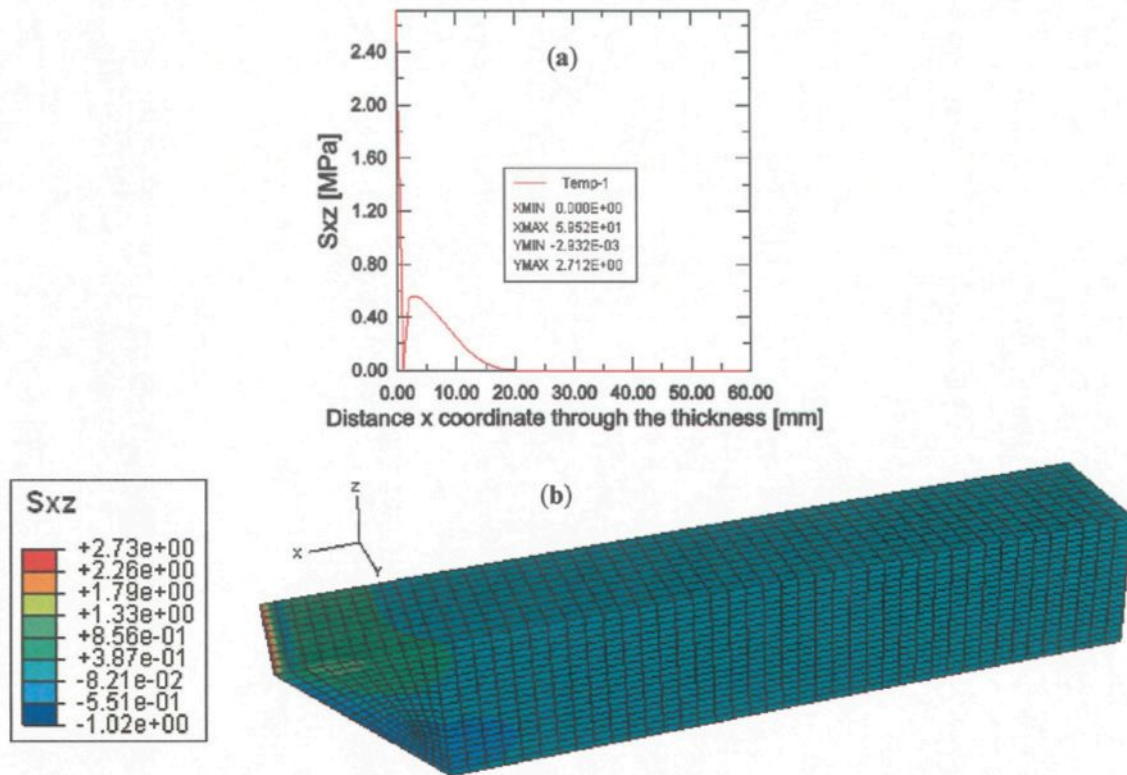 2.40
2.00
1.60
1.20
0.80
0.40
0.00
Sxz [MPa]
(a)
Temp-1
XMIN 0.000E+00
XMAX 5.952E+01
YMIN -2.932E-03
YMAX 2.712E+00
0.00 10.00 20.00 30.00 40.00 50.00 60.00
Distance x coordinate through the thickness [mm]
(b)
Z
X
Y
Sxz
+2.73e+00
+2.26e+00
+1.79e+00
+1.33e+00
+8.56e-01
+3.87e-01
-8.21e-02
-5.51e-01
-1.02e+00